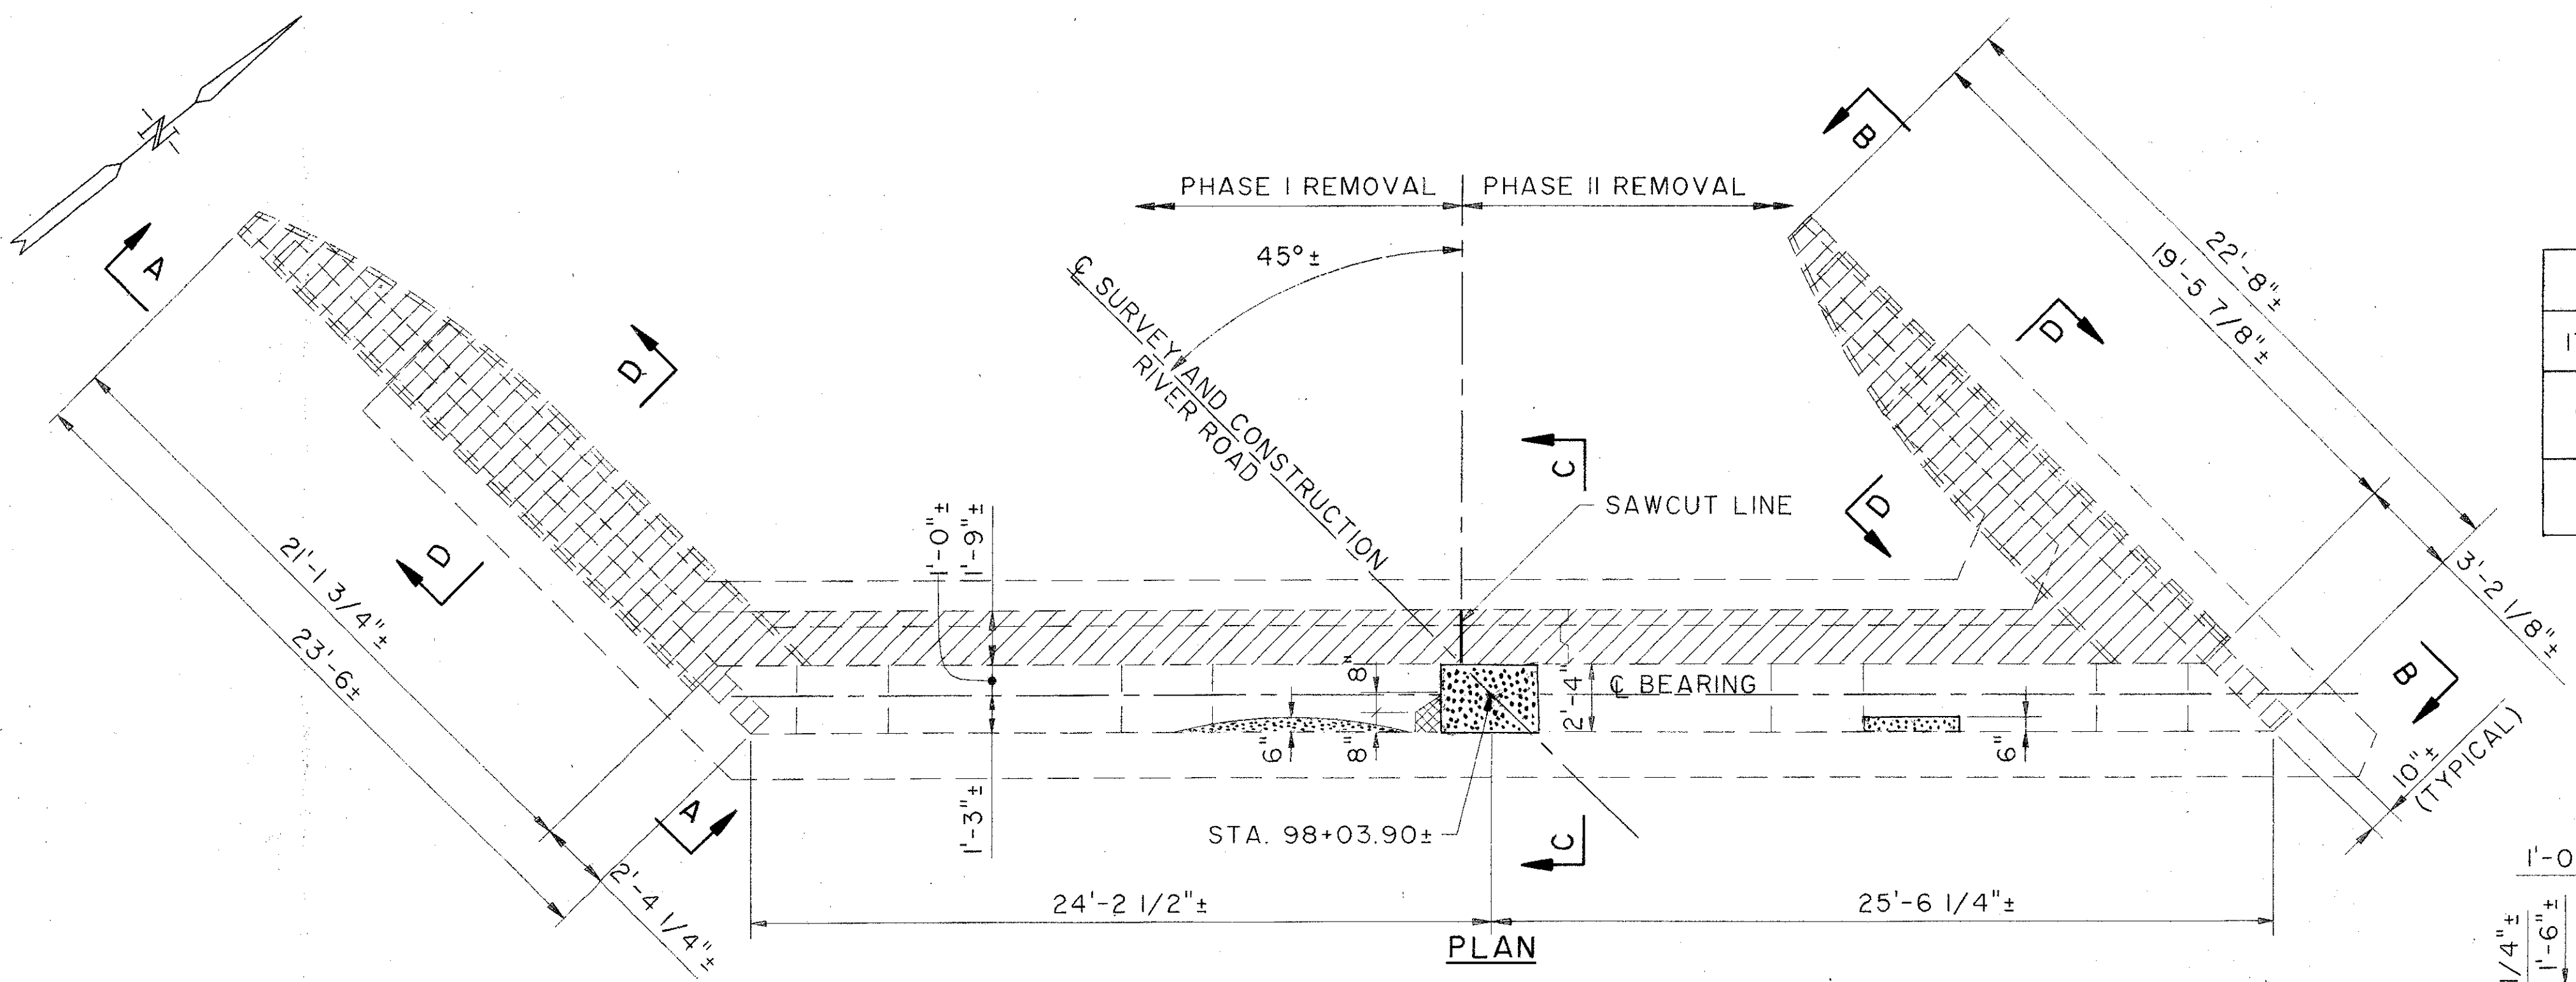 N
PHASE I REMOVAL
PHASE II REMOVAL
45°±
℄ SURVEY AND CONSTRUCTION
RIVER ROAD
A
D
B
D
22'-8"±
19'-5 7/8"±
C
SAWCUT LINE
D
D
1'-0"±
1'-9"±
21'-1 3/4"±
23'-6±
3'-2 1/8"±
8"
2'-4"
℄ BEARING
B
6"
8"
6"
10"±
(TYPICAL)
A
1'-3"±
STA. 98+03.90±
C
2'-4 1/4"±
24'-2 1/2"±
25'-6 1/4"±
PLAN
1'-0
1/4"±
1'-6"±